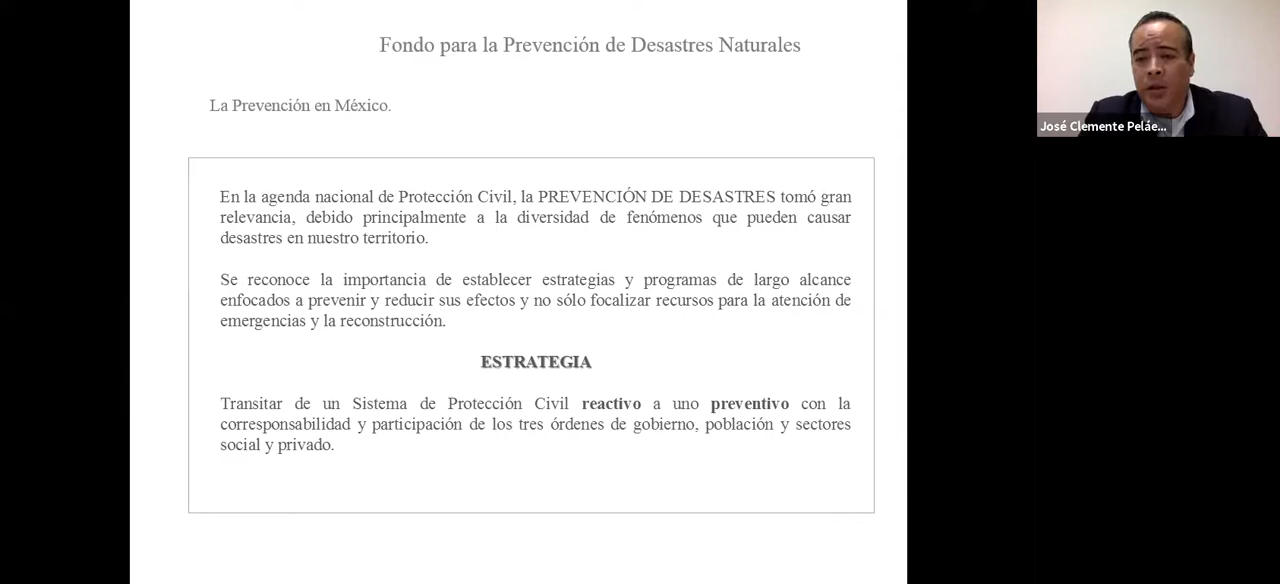 Fondo para la Prevención de Desastres Naturales
La Prevención en México.
En la agenda nacional de Protección Civil, la PREVENCIÓN DE DESASTRES tomó gran
relevancia, debido principalmente a la diversidad de fenómenos que pueden causar
desastres en nuestro territorio.
Se reconoce la importancia de establecer estrategias y programas de largo alcance
enfocados a prevenir y reducir sus efectos y no sólo focalizar recursos para la atención de
emergencias y la reconstrucción.
ESTRATEGIA
Transitar de un Sistema de Protección Civil reactivo a uno preventivo con la
corresponsabilidad y participación de los tres órdenes de gobierno, población y sectores
social y privado.
José Clemente Peláe...